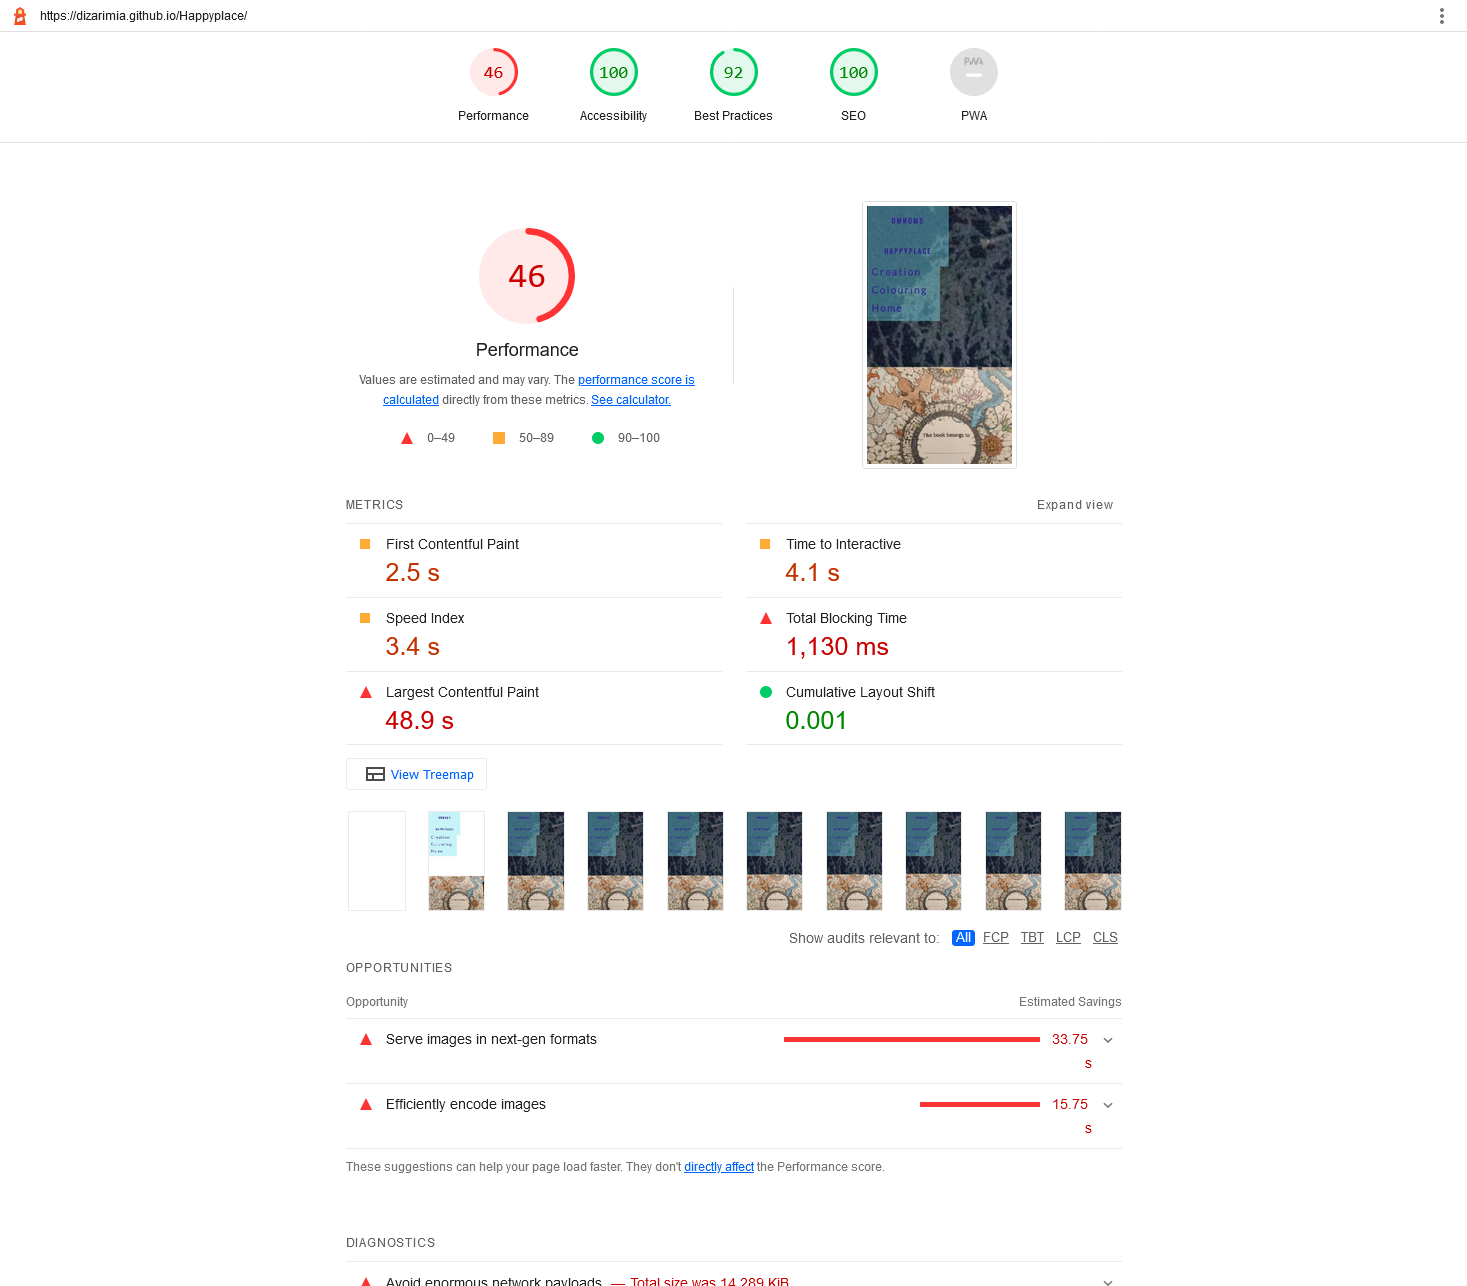 https://dizarimia.github.io/Happyplace/
46
100
92
100
PWA
Performance
Accessibility
Best Practices
SEO
PWA
46
Performance
Values are estimated and may vary. The performance score is
calculated directly from these metrics. See calculator.
0–49
50–89
90–100
OMNOMS
HAPPYPLACE
Creation
Colouring
Home
This book belongs to
METRICS
Expand view
First Contentful Paint
2.5 s
Time to Interactive
4.1 s
Speed Index
3.4 s
Total Blocking Time
1,130 ms
Largest Contentful Paint
48.9 s
Cumulative Layout Shift
0.001
View Treemap
Show audits relevant to: All FCP TBT LCP CLS
OPPORTUNITIES
Opportunity
Estimated Savings
Serve images in next-gen formats
33.75
s
Efficiently encode images
15.75
s
These suggestions can help your page load faster. They don't directly affect the Performance score.
DIAGNOSTICS
Avoid enormous network payloads — Total size was 14,289 KiB